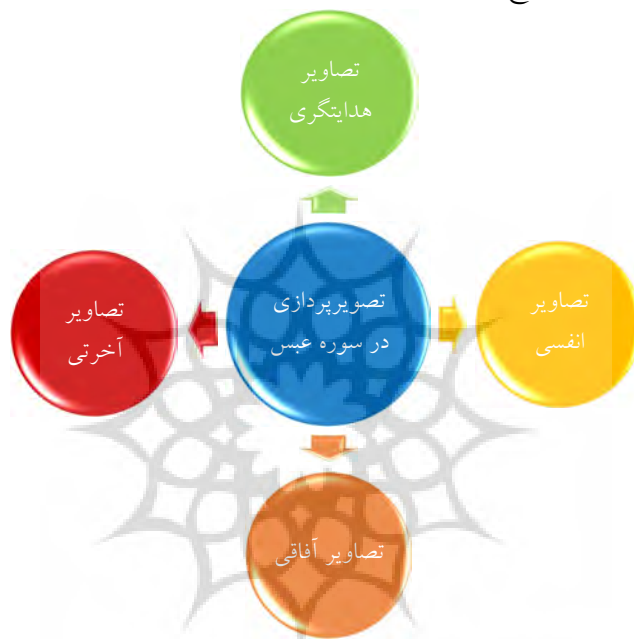 تصاویر
هدایتگری
تصاویر
انفسی
تصویرپردازی
در سوره عبس
تصاویر
آخرتی
تصاویر آفاقی